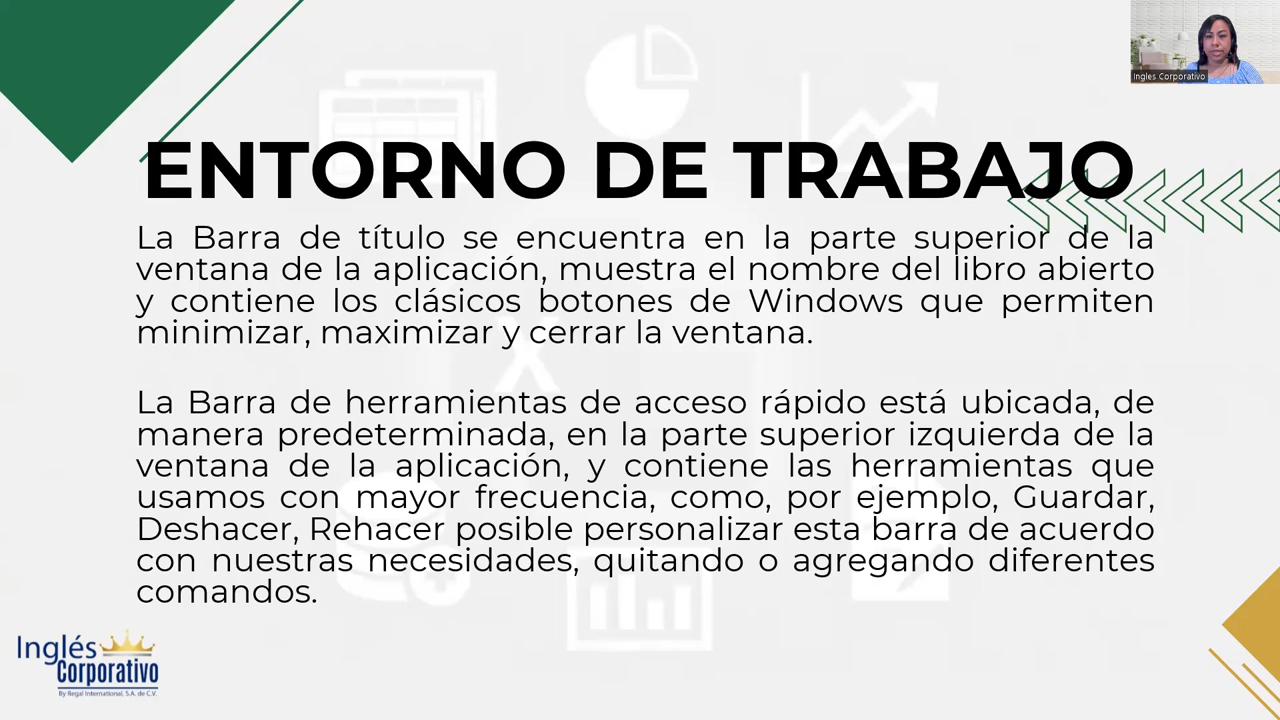 Ingles Corporativo
ENTORNO DE TRABAJO
La Barra de título se encuentra en la parte superior de la
ventana de la aplicación, muestra el nombre del libro abierto
y contiene los clásicos botones de Windows que permiten
minimizar, maximizar y cerrar la ventana.
La Barra de herramientas de acceso rápido está ubicada, de
manera predeterminada, en la parte superior izquierda de la
ventana de la aplicación, y contiene las herramientas que
usamos con mayor frecuencia, como, por ejemplo, Guardar,
Deshacer, Rehacer posible personalizar esta barra de acuerdo
con nuestras necesidades, quitando o agregando diferentes
comandos.
Inglés
Corporativo
By Regal International, S.A. de C.V.